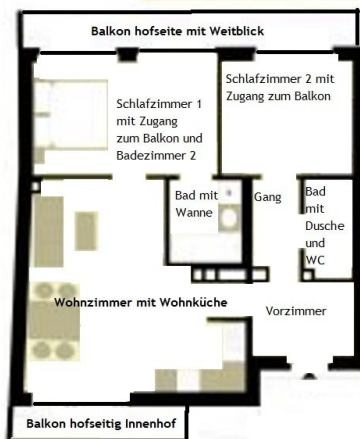 Balkon hofseite mit Weitblick
Schlafzimmer 1
mit Zugang
zum Balkon und
Badezimmer 2
Schlafzimmer 2 mit
Zugang zum Balkon
Bad mit
Wanne
Gang
Bad
mit
Dusche
und
WC
Wohnzimmer mit Wohnküche
Vorzimmer
Balkon hofseitig Innenhof